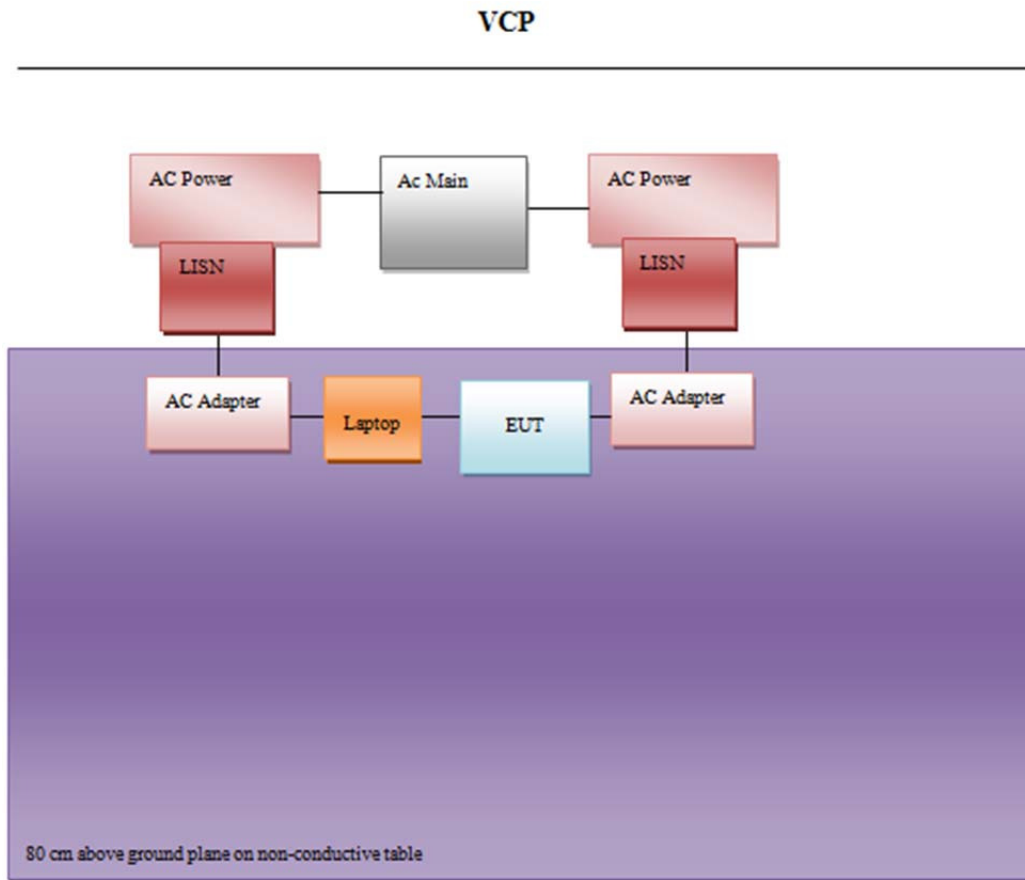 VCP
AC Power
Ac Main
AC Power
LISN
LISN
AC Adapter
Laptop
EUT
AC Adapter
80 cm above ground plane on non-conductive table